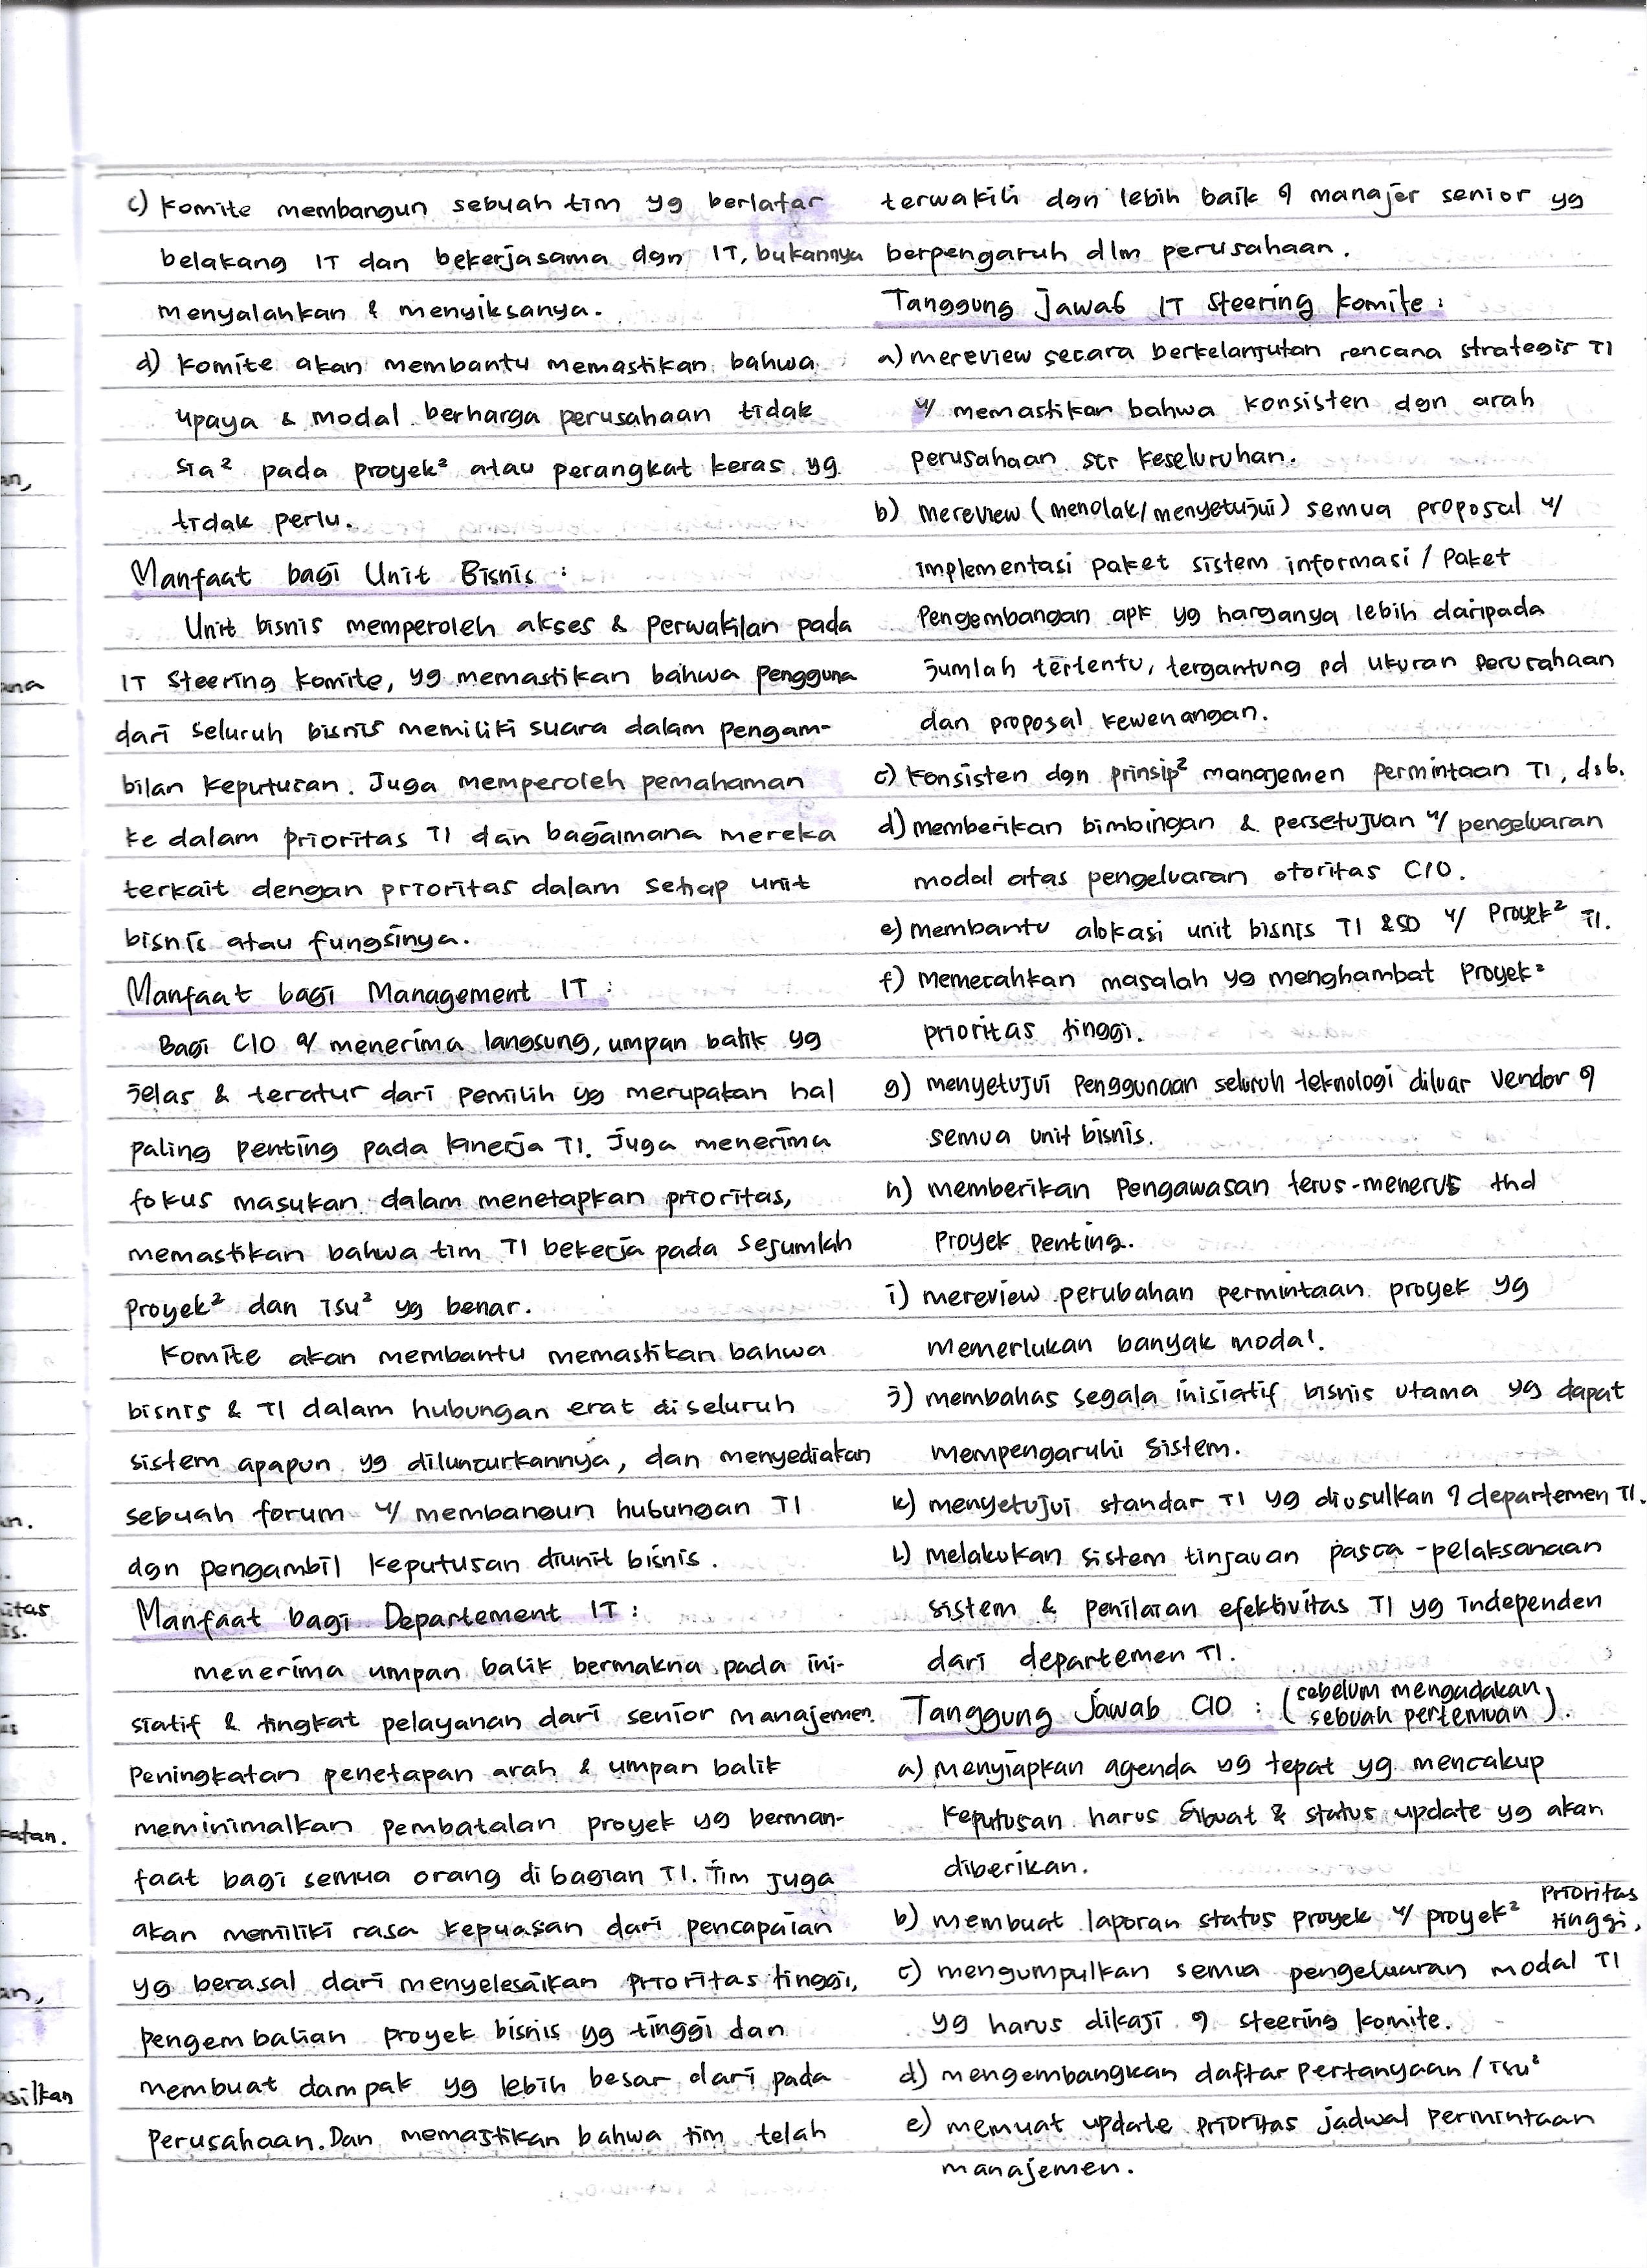 c) Komite membangun sebuah tim yg berlatar
belakang IT dan bekerjasama dgn IT, bukannya
menyalahkan & menyiksanya.
d) Komite akan membantu memastikan bahwa
upaya & modal berharga perusahaan tidak
sia² pada proyek² atau perangkat keras yg
tidak perlu.
Manfaat bagi Unit Bisnis :
Unit bisnis memperoleh akses & perwakilan pada
IT Steering Komite, yg memastikan bahwa pengguna
dari seluruh bisnis memiliki suara dalam pengam-
bilan keputusan. Juga memperoleh pemahaman
ke dalam prioritas TI dan bagaimana mereka
terkait dengan prioritas dalam setiap unit
bisnis atau fungsinya.
Manfaat bagi Management IT :
Bagi CIO u/ menerima langsung, umpan balik yg
jelas & teratur dari pemilih yg merupakan hal
paling penting pada kinerja TI. Juga menerima
fokus masukan dalam menetapkan prioritas,
memastikan bahwa tim TI bekerja pada sejumlah
proyek² dan isu² yg benar.
Komite akan membantu memastikan bahwa
bisnis & TI dalam hubungan erat diseluruh
sistem apapun yg diluncurkannya, dan menyediakan
sebuah forum u/ membangun hubungan TI
dgn pengambil keputusan diunit bisnis.
Manfaat bagi Departement IT :
menerima umpan balik bermakna pada ini-
siatif & tingkat pelayanan dari senior manajemen.
Peningkatan penetapan arah & umpan balik
meminimalkan pembatalan proyek yg berman-
faat bagi semua orang di bagian TI. Tim juga
akan memiliki rasa kepuasan dari pencapaian
yg berasal dari menyelesaikan prioritas tinggi,
pengembalian proyek bisnis yg tinggi dan
membuat dampak yg lebih besar dari pada
perusahaan. Dan memastikan bahwa tim telah
terwakili dgn lebih baik o/ manajer senior yg
berpengaruh dlm perusahaan.
Tanggung Jawab IT Steering Komite :
a) mereview secara berkelanjutan rencana strategis TI
u/ memastikan bahwa konsisten dgn arah
perusahaan scr keseluruhan.
b) mereview (menolak/menyetujui) semua proposal u/
implementasi paket sistem informasi / paket
pengembangan apk yg harganya lebih daripada
jumlah tertentu, tergantung pd ukuran perusahaan
dan proposal kewenangan.
c) Konsisten dgn prinsip² manajemen permintaan TI, dsb.
d) memberikan bimbingan & persetujuan u/ pengeluaran
modal atas pengeluaran otoritas CIO.
e) membantu alokasi unit bisnis TI & SD u/ proyek² TI.
f) memecahkan masalah yg menghambat proyek²
prioritas tinggi.
g) menyetujui penggunaan seluruh teknologi diluar vendor o/
semua unit bisnis.
h) memberikan pengawasan terus-menerus thd
proyek penting.
i) mereview perubahan permintaan proyek yg
memerlukan banyak modal.
j) membahas segala inisiatif bisnis utama yg dapat
mempengaruhi sistem.
k) menyetujui standar TI yg diusulkan o/ departemen TI.
l) melakukan sistem tinjauan pasca-pelaksanaan
sistem & penilaian efektivitas TI yg independen
dari departemen TI.
Tanggung Jawab CIO : (sebelum mengadakan
sebuah pertemuan).
a) menyiapkan agenda yg tepat yg mencakup
keputusan harus dibuat & status update yg akan
diberikan.
b) membuat laporan status proyek u/ proyek² prioritas
tinggi,
c) mengumpulkan semua pengeluaran modal TI
yg harus dikaji o/ steering komite.
d) mengembangkan daftar pertanyaan / isu²
e) memuat update prioritas jadwal permintaan
manajemen.